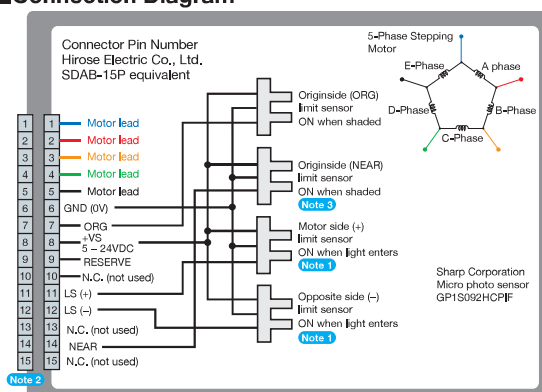 Connection Diagram
Connector Pin Number
Hirose Electric Co., Ltd.
SDAB-15P equivalent
5-Phase Stepping
Motor
E-Phase
A phase
D-Phase
B-Phase
C-Phase
1 1 Motor lead
2 2 Motor lead
3 3 Motor lead
4 4 Motor lead
5 5 Motor lead
6 6 GND (0V)
7 7 ORG
8 8 +VS
5 – 24VDC
9 9 RESERVE
10 10 N.C. (not used)
11 11 LS (+)
12 12 LS (–)
13 13 N.C. (not used)
14 14 NEAR
15 15 N.C. (not used)
Note 2
Originside (ORG)
limit sensor
ON when shaded
Originside (NEAR)
limit sensor
ON when shaded
Note 3
Motor side (+)
limit sensor
ON when light enters
Note 1
Opposite side (–)
limit sensor
ON when light enters
Note 1
Sharp Corporation
Micro photo sensor
GP1S092HCPIF